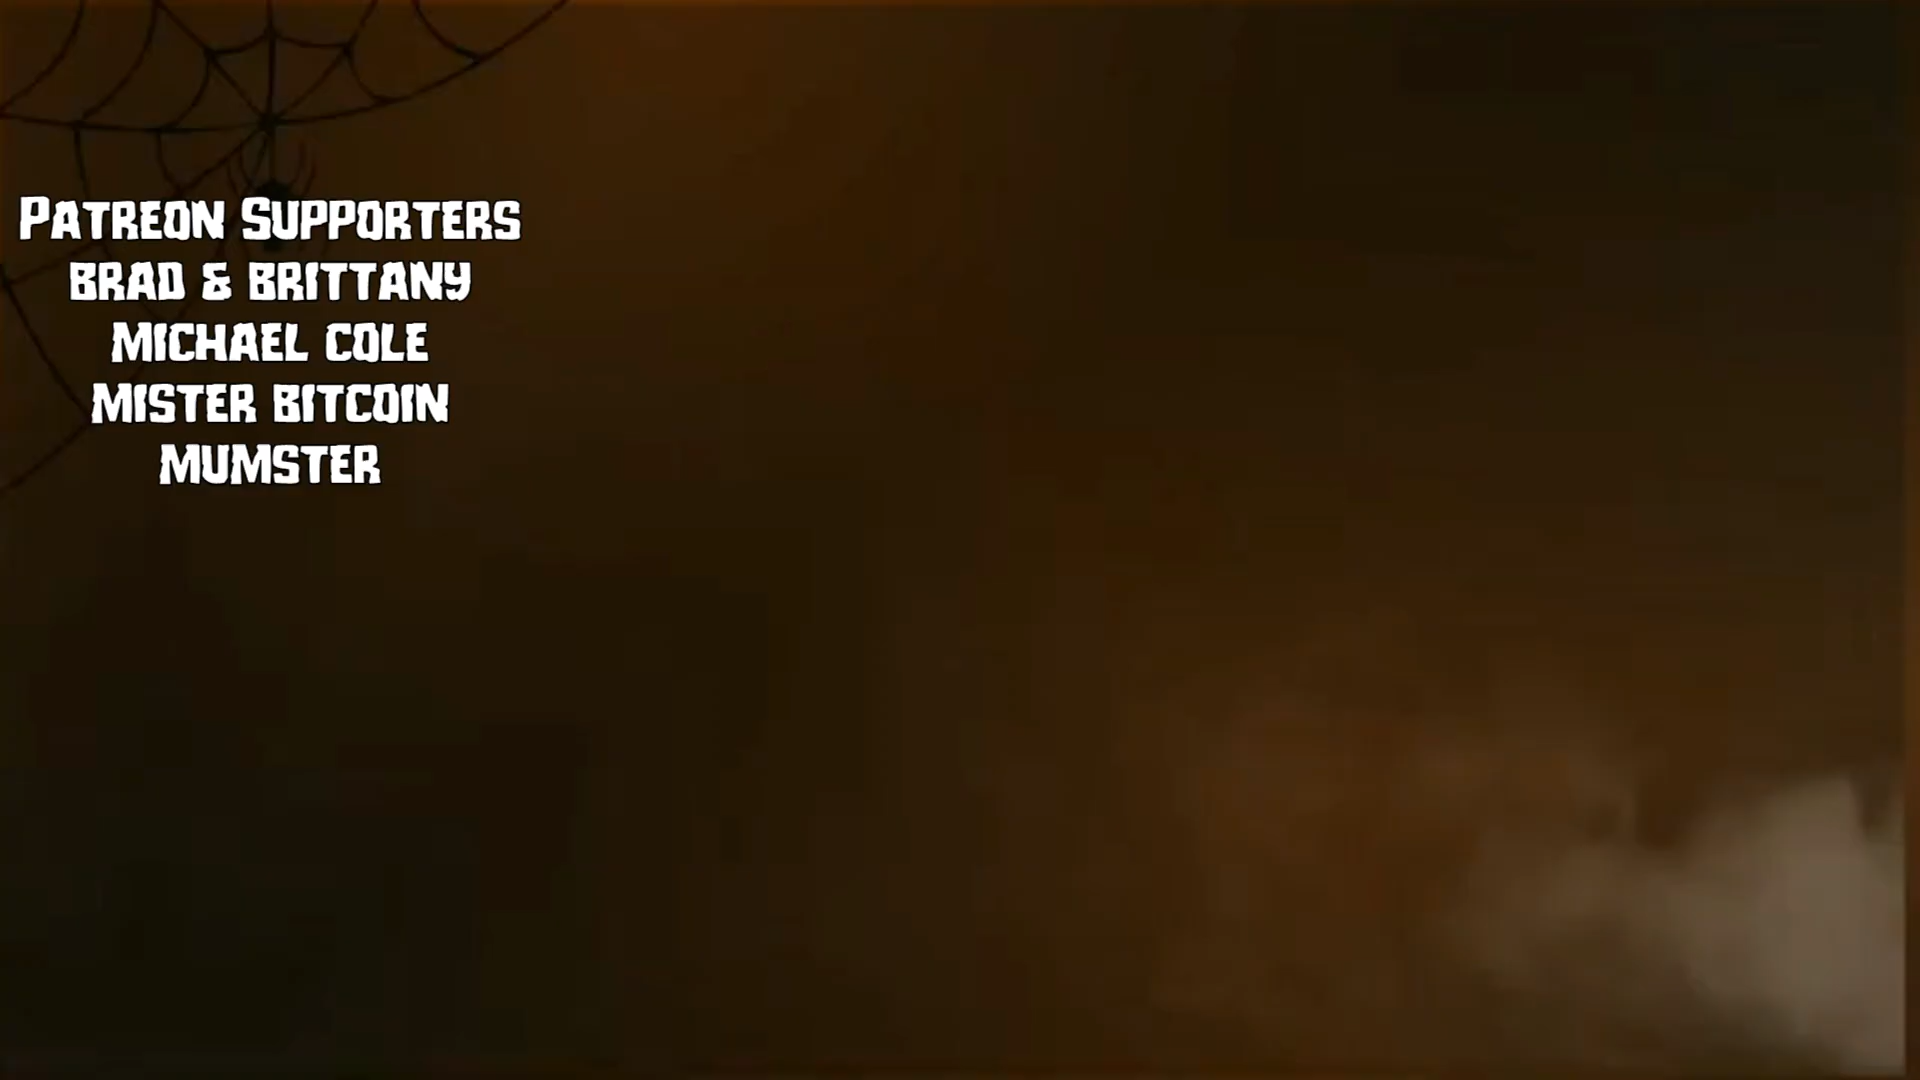 Patreon Supporters
BRAD & BRITTANY
MICHAEL COLE
MISTER BITCOIN
MUMSTER